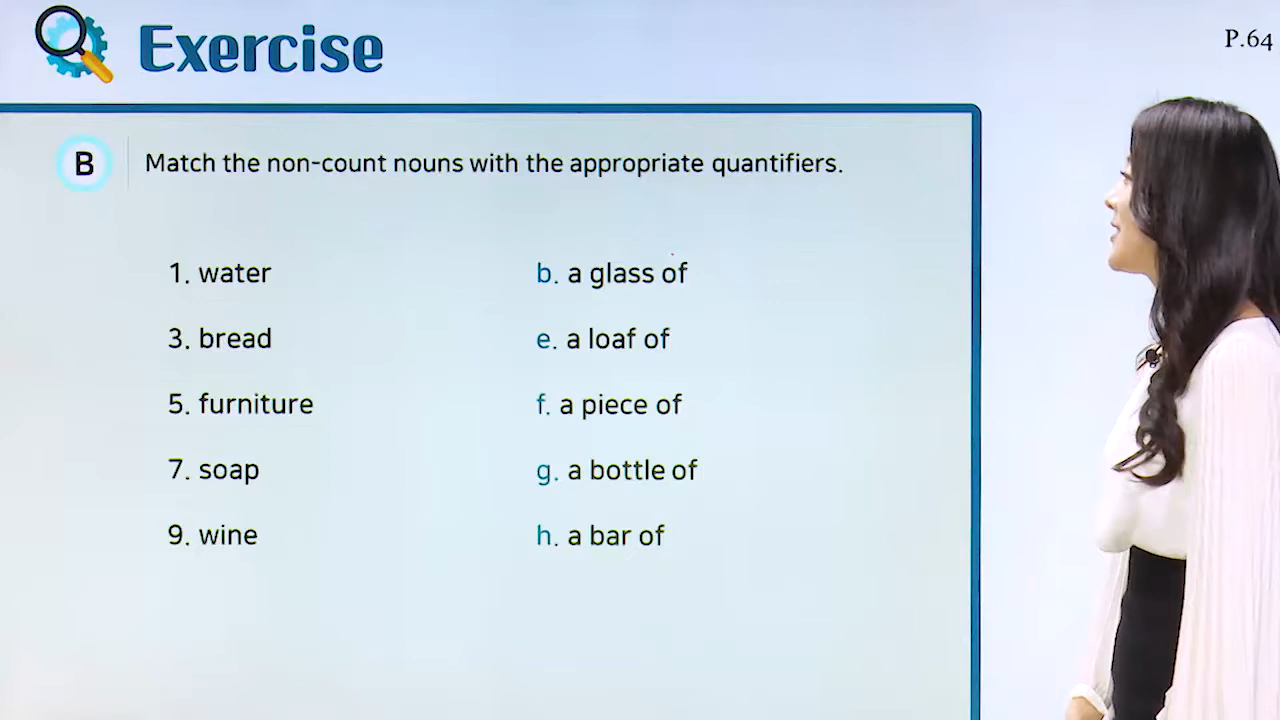 Exercise
P.64
B
Match the non-count nouns with the appropriate quantifiers.
1. water
b. a glass of
3. bread
e. a loaf of
5. furniture
f. a piece of
7. soap
g. a bottle of
9. wine
h. a bar of